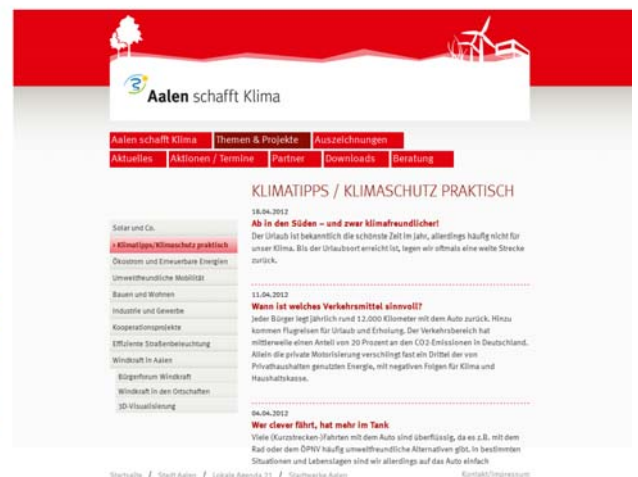 Aalen schafft Klima
Aalen schafft Klima Themen & Projekte Auszeichnungen
Aktuelles Aktionen / Termine Partner Downloads Beratung
KLIMATIPPS / KLIMASCHUTZ PRAKTISCH
Solar und Co.
› Klimatipps/Klimaschutz praktisch
Ökostrom und Erneuerbare Energien
Umweltfreundliche Mobilität
Bauen und Wohnen
Industrie und Gewerbe
Kooperationsprojekte
Effiziente Straßenbeleuchtung
Windkraft in Aalen
Bürgerforum Windkraft
Windkraft in den Ortschaften
3D-Visualisierung
18.04.2012
Ab in den Süden – und zwar klimafreundlicher!
Der Urlaub ist bekanntlich die schönste Zeit im Jahr, allerdings häufig nicht für
unser Klima. Bis der Urlaubsort erreicht ist, legen wir oftmals eine weite Strecke
zurück.
11.04.2012
Wann ist welches Verkehrsmittel sinnvoll?
Jeder Bürger legt jährlich rund 12.000 Kilometer mit dem Auto zurück. Hinzu
kommen Flugreisen für Urlaub und Erholung. Der Verkehrsbereich hat
mittlerweile einen Anteil von 20 Prozent an den CO2-Emissionen in Deutschland.
Allein die private Motorisierung verschlingt fast ein Drittel der von
Privathaushalten genutzten Energie, mit negativen Folgen für Klima und
Haushaltskasse.
04.04.2012
Wer clever fährt, hat mehr im Tank
Viele (Kurzstrecken-)Fahrten mit dem Auto sind überflüssig, da es z.B. mit dem
Rad oder dem ÖPNV häufig umweltfreundliche Alternativen gibt. In bestimmten
Situationen und Lebenslagen sind wir allerdings auf das Auto einfach
Startseite / Stadt Aalen / Lokale Agenda 21 / Stadtwerke Aalen Kontakt/Impressum